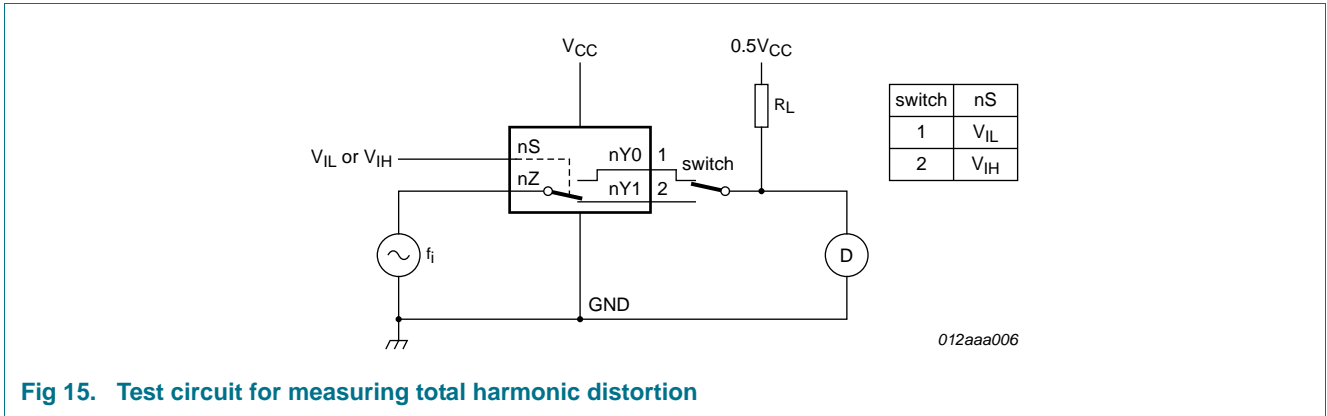 VCC
0.5VCC
RL
switch nS
1 VIL
2 VIH
VIL or VIH
nS
nY0 1
switch
nZ
nY1 2
fi
D
GND
012aaa006
Fig 15. Test circuit for measuring total harmonic distortion